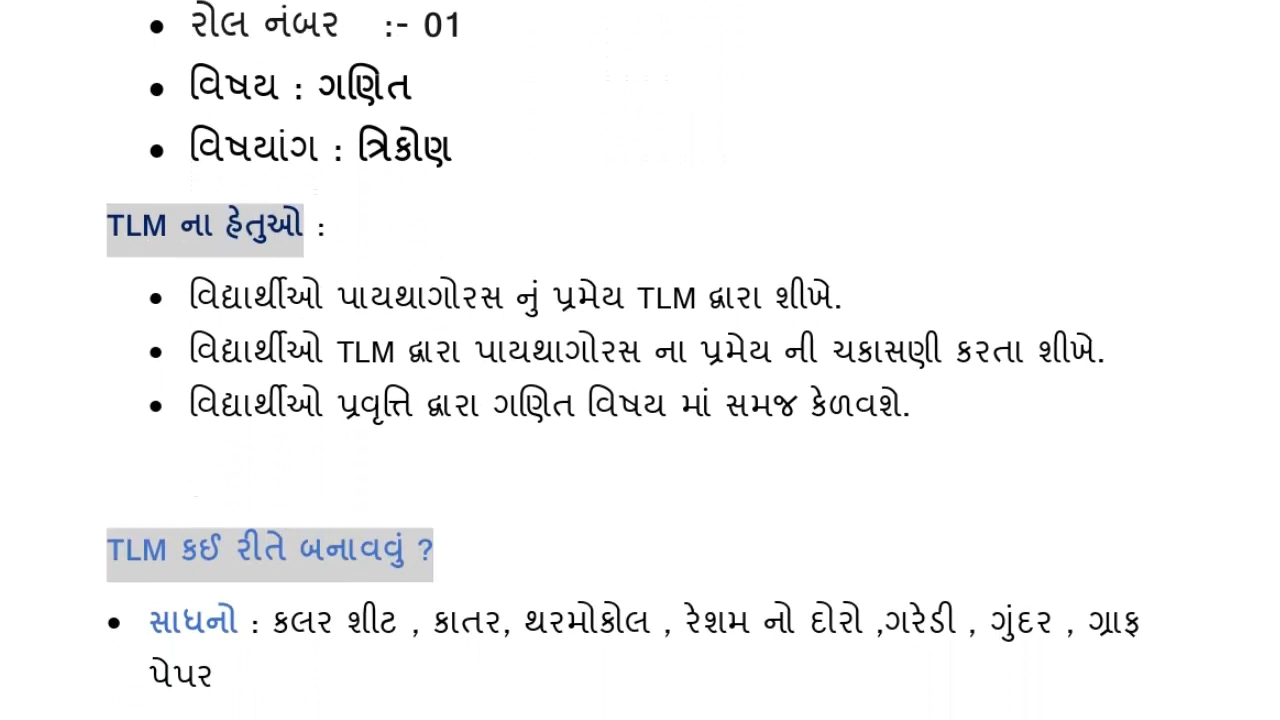 • રોલ નંબર :- 01
• વિષય : ગણિત
• વિષયાંગ : ત્રિકોણ
TLM ના હેતુઓ :
• વિદ્યાર્થીઓ પાયથાગોરસ નું પ્રમેય TLM દ્વારા શીખે.
• વિદ્યાર્થીઓ TLM દ્વારા પાયથાગોરસ ના પ્રમેય ની ચકાસણી કરતા શીખે.
• વિદ્યાર્થીઓ પ્રવૃત્તિ દ્વારા ગણિત વિષય માં સમજ કેળવશે.
TLM કઈ રીતે બનાવવું ?
• સાધનો : કલર શીટ , કાતર, થરમોકોલ , રેશમ નો દોરો ,ગરેડી , ગુંદર , ગ્રાફ
પેપર